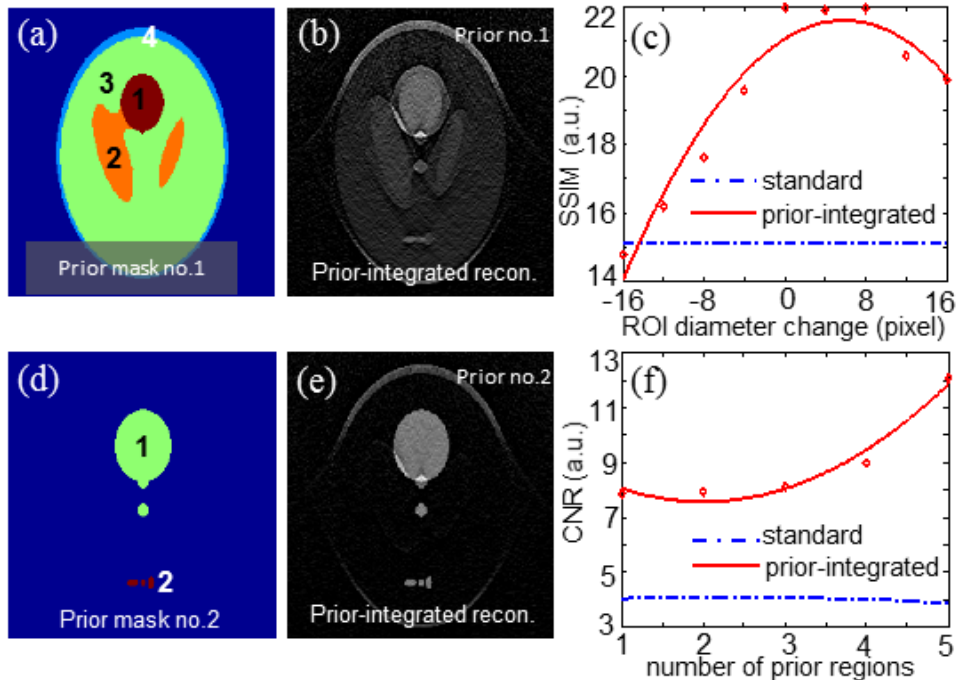 (a)
4
3
1
2
Prior mask no.1
(b)
Prior no.1
Prior-integrated recon.
(c)
22
20
18
16
14
SSIM (a.u.)
standard
prior-integrated
-16 -8 0 8 16
ROI diameter change (pixel)
(d)
1
2
Prior mask no.2
(e)
Prior no.2
Prior-integrated recon.
(f)
13
11
9
7
5
3
CNR (a.u.)
standard
prior-integrated
1 2 3 4 5
number of prior regions